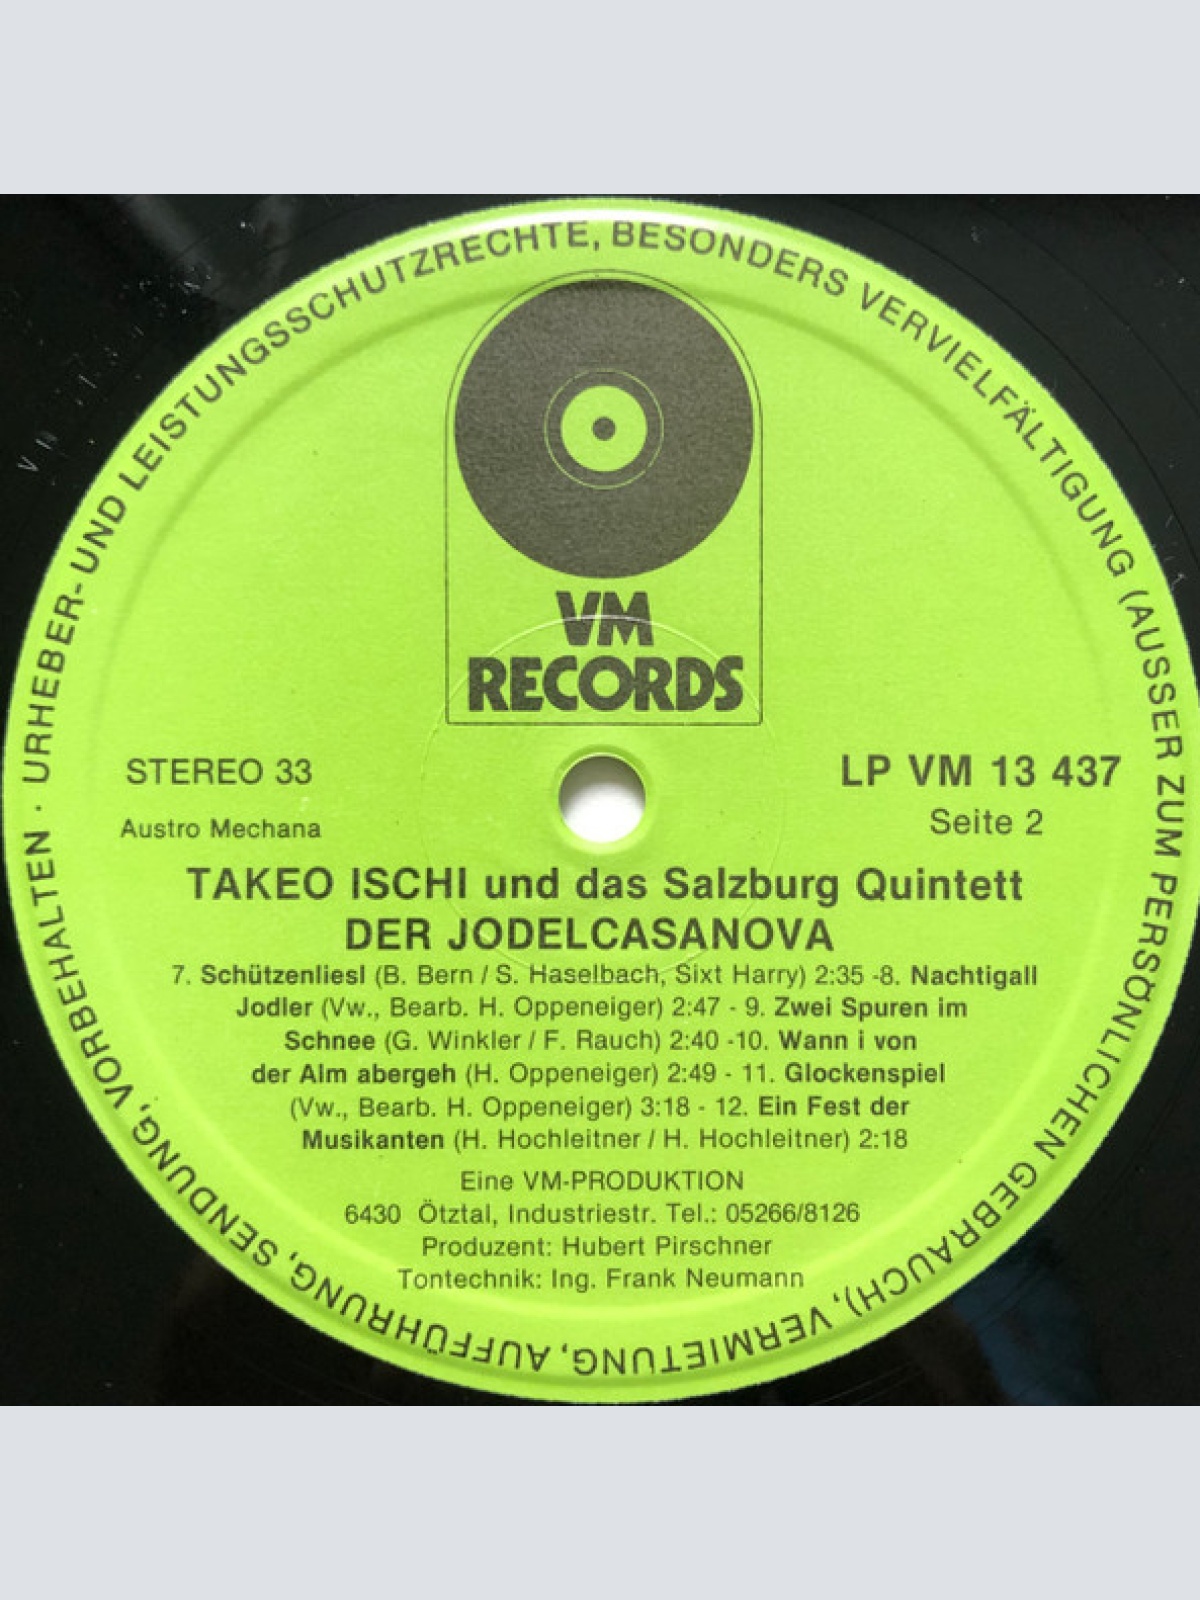 URHEBER- UND LEISTUNGSSCHUTZRECHTE, BESONDERS VERVIELFÄLTIGUNG (AUSSER ZUM PERSÖNLICHEN GEBRAUCH), VERMIETUNG, AUFFÜHRUNG, SENDUNG, VORBEHALTEN ·
VM
RECORDS
STEREO 33
LP VM 13 437
Austro Mechana
Seite 2
TAKEO ISCHI und das Salzburg Quintett
DER JODELCASANOVA
7. Schützenliesl (B. Bern / S. Haselbach, Sixt Harry) 2:35 -8. Nachtigall
Jodler (Vw., Bearb. H. Oppeneiger) 2:47 - 9. Zwei Spuren im
Schnee (G. Winkler / F. Rauch) 2:40 -10. Wann i von
der Alm abergeh (H. Oppeneiger) 2:49 - 11. Glockenspiel
(Vw., Bearb. H. Oppeneiger) 3:18 - 12. Ein Fest der
Musikanten (H. Hochleitner / H. Hochleitner) 2:18
Eine VM-PRODUKTION
6430 Ötztal, Industriestr. Tel.: 05266/8126
Produzent: Hubert Pirschner
Tontechnik: Ing. Frank Neumann